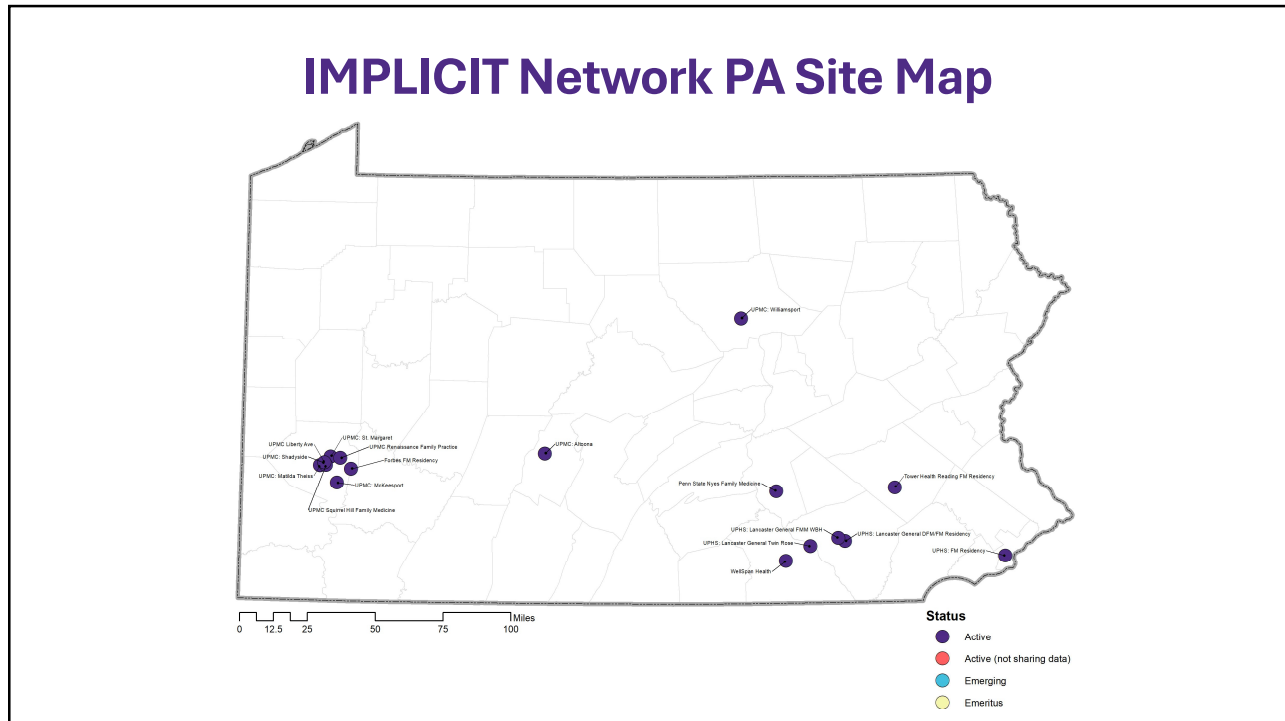 IMPLICIT Network PA Site Map
UPMC: Williamsport
UPMC: St. Margaret
UPMC Liberty Ave
UPMC Renaissance Family Practice
UPMC: Shadyside
Forbes FM Residency
UPMC: Matilda Theiss
UPMC: McKeesport
UPMC Squirrel Hill Family Medicine
UPMC: Altoona
Penn State Nyes Family Medicine
Tower Health Reading FM Residency
UPHS: Lancaster General FMM WBH
UPHS: Lancaster General DFM/FM Residency
UPHS: Lancaster General Twin Rose
UPHS: FM Residency
WellSpan Health
Miles
0 12.5 25 50 75 100
Status
Active
Active (not sharing data)
Emerging
Emeritus